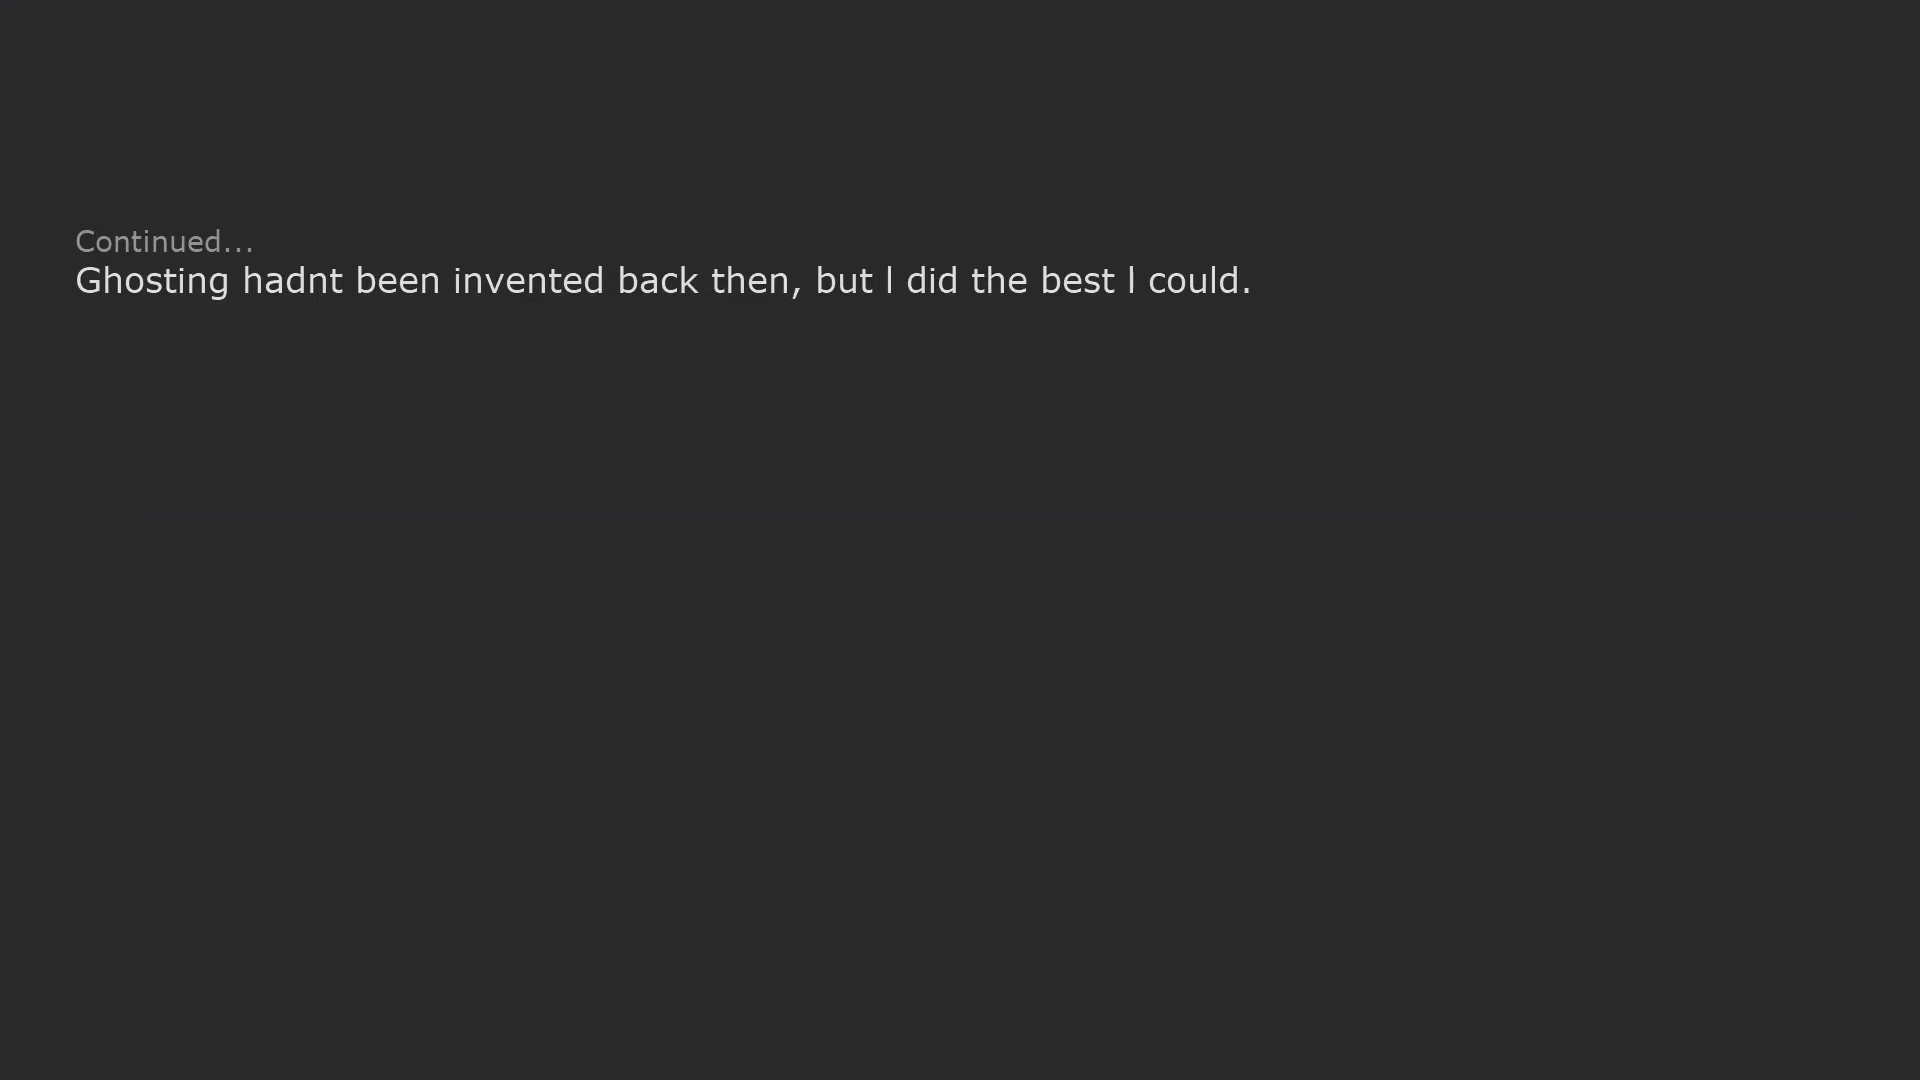 Continued...
Ghosting hadnt been invented back then, but l did the best l could.